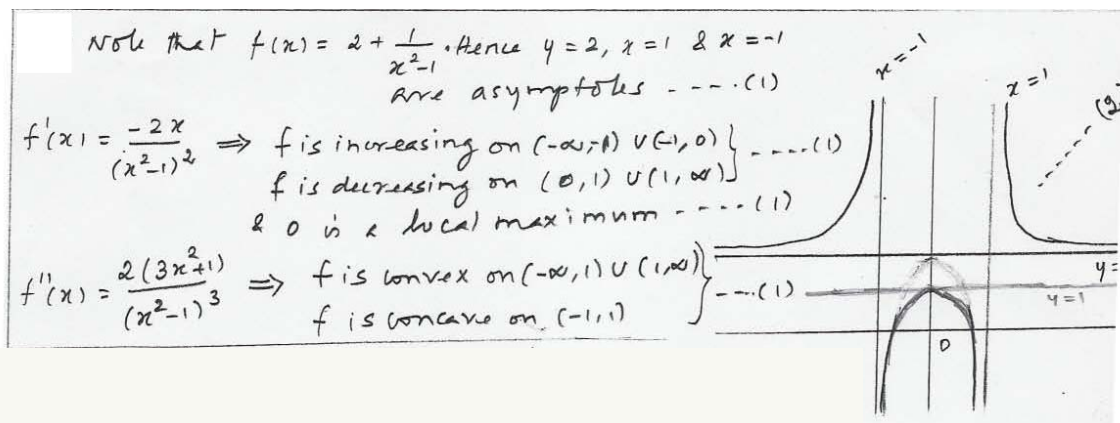 Note that f(x) = 2 + 1/(x²-1). Hence y = 2, x = 1 & x = -1
are asymptotes ----.(1)
f'(x) = -2x/(x²-1)² ⇒ f is increasing on (-∞,-1) ∪ (-1,0) } ----.(1)
f is decreasing on (0,1) ∪ (1,∞)
& 0 is a local maximum -----(1)
f''(x) = 2(3x²+1)/(x²-1)³ ⇒ f is convex on (-∞,1) ∪ (1,∞) } ---.(1)
f is concave on (-1,1)
x = -1
x = 1
y =
y = 1
0